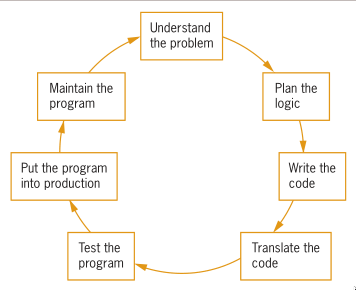 Understand
the problem
Plan the
logic
Write the
code
Translate the
code
Test the
program
Put the program
into production
Maintain the
program